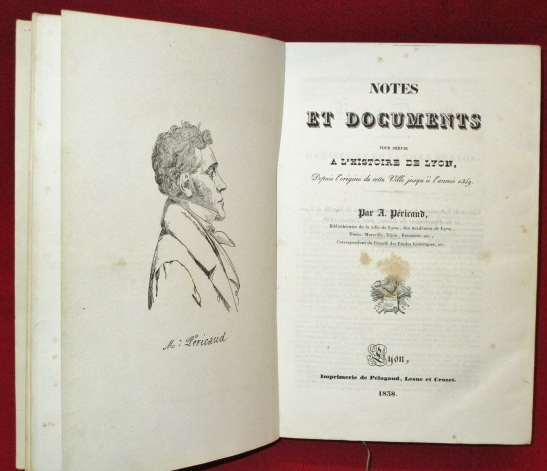 Mr. Péricaud
NOTES
ET DOCUMENTS
POUR SERVIR
A L'HISTOIRE DE LYON,
Depuis l'origine de cette Ville jusqu'à l'année 1349.
Par A. Péricaud,
Bibliothécaire de la ville de Lyon, des Académies de Lyon,
Turin, Marseille, Dijon, Besançon, etc.,
Correspondant du Comité des Études historiques, etc.
Lyon,
Imprimerie de Pélagaud, Lesne et Crozet.
1838.